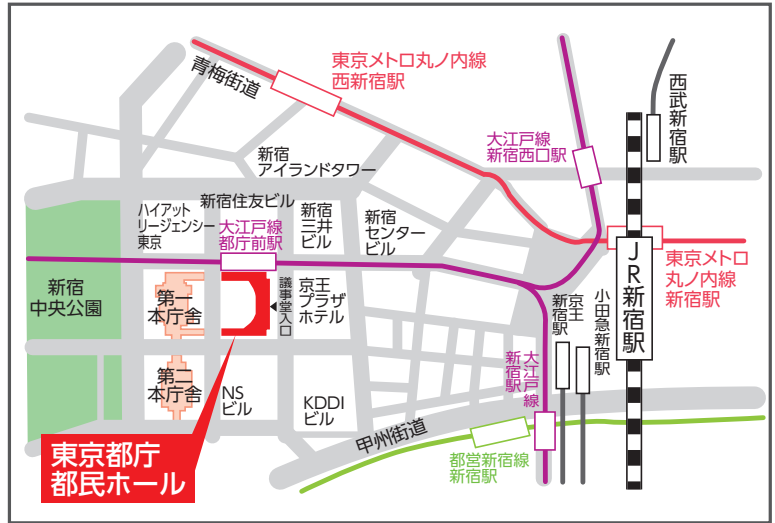 東京メトロ丸ノ内線
西新宿駅
青梅街道
西武新宿駅
大江戸線
新宿西口駅
新宿
アイランドタワー
新宿住友ビル
ハイアット
リージェンシー
東京
大江戸線
都庁前駅
新宿
三井
ビル
新宿
センター
ビル
東京メトロ
丸ノ内線
新宿駅
JR新宿駅
新宿
中央公園
第一
本庁舎
議事堂入口
京王
プラザ
ホテル
京王
新宿駅
小田急新宿駅
大江戸線
新宿駅
第二
本庁舎
NS
ビル
KDDI
ビル
甲州街道
都営新宿線
新宿駅
東京都庁
都民ホール